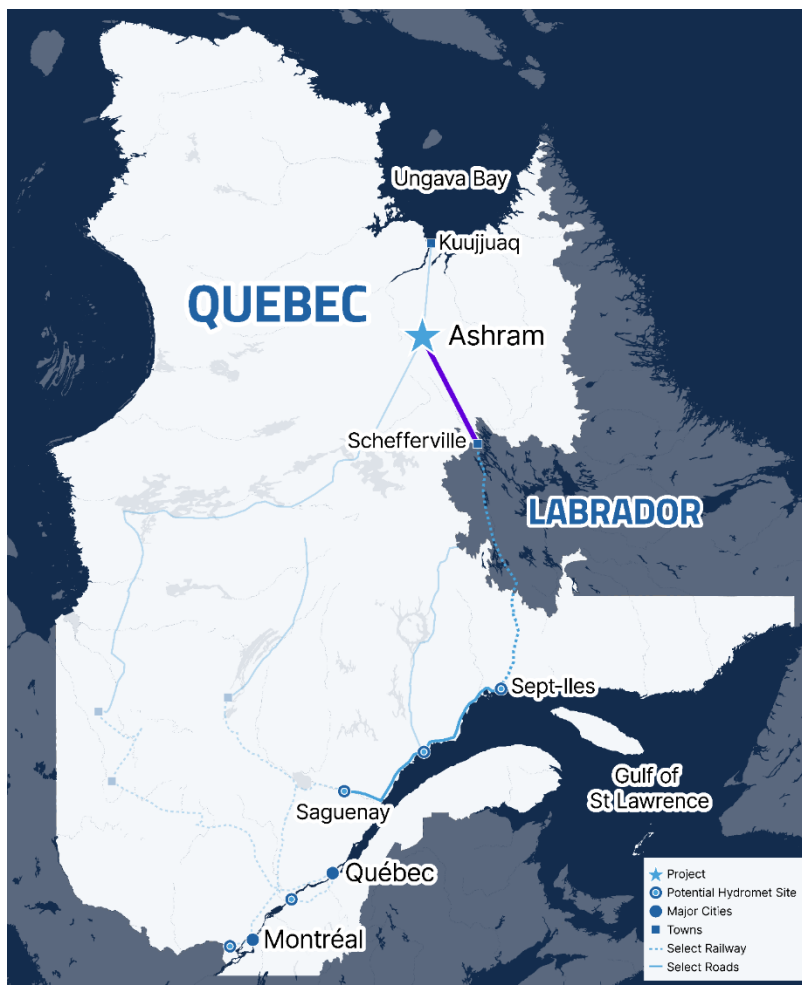 Ungava Bay
Kuujjuaq
QUEBEC
Ashram
Schefferville
LABRADOR
Sept-Iles
Gulf of
St Lawrence
Saguenay
Québec
Montréal
Project
Potential Hydromet Site
Major Cities
Towns
Select Railway
Select Roads